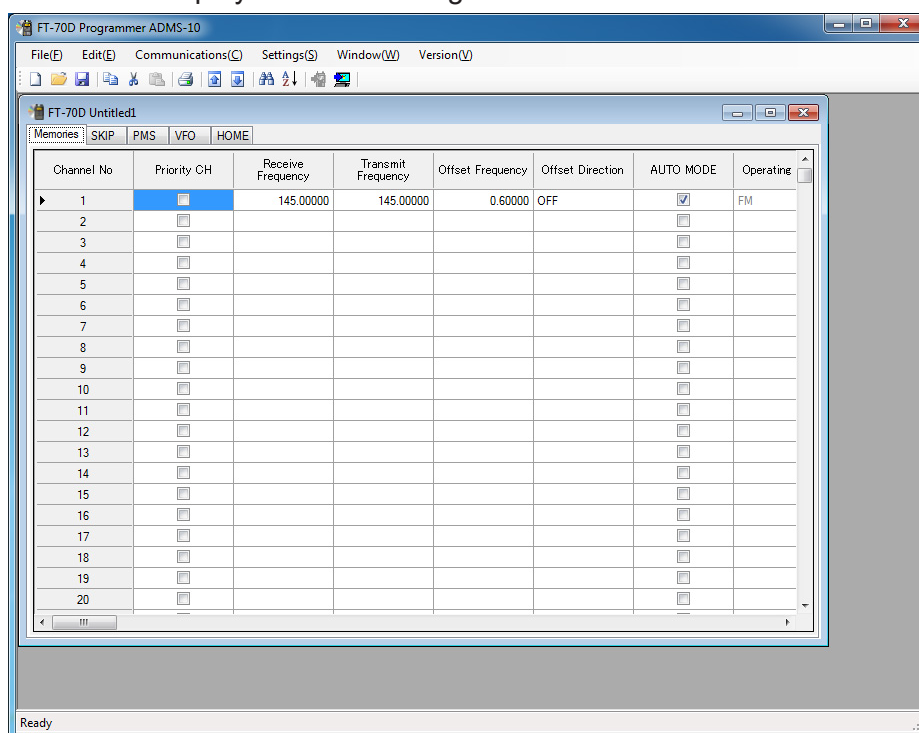 FT-70D Programmer ADMS-10
File(F) Edit(E) Communications(C) Settings(S) Window(W) Version(V)
FT-70D Untitled1
Memories SKIP PMS VFO HOME
Channel No Priority CH Receive Frequency Transmit Frequency Offset Frequency Offset Direction AUTO MODE Operating
1 145.00000 145.00000 0.60000 OFF FM
2
3
4
5
6
7
8
9
10
11
12
13
14
15
16
17
18
19
20
Ready